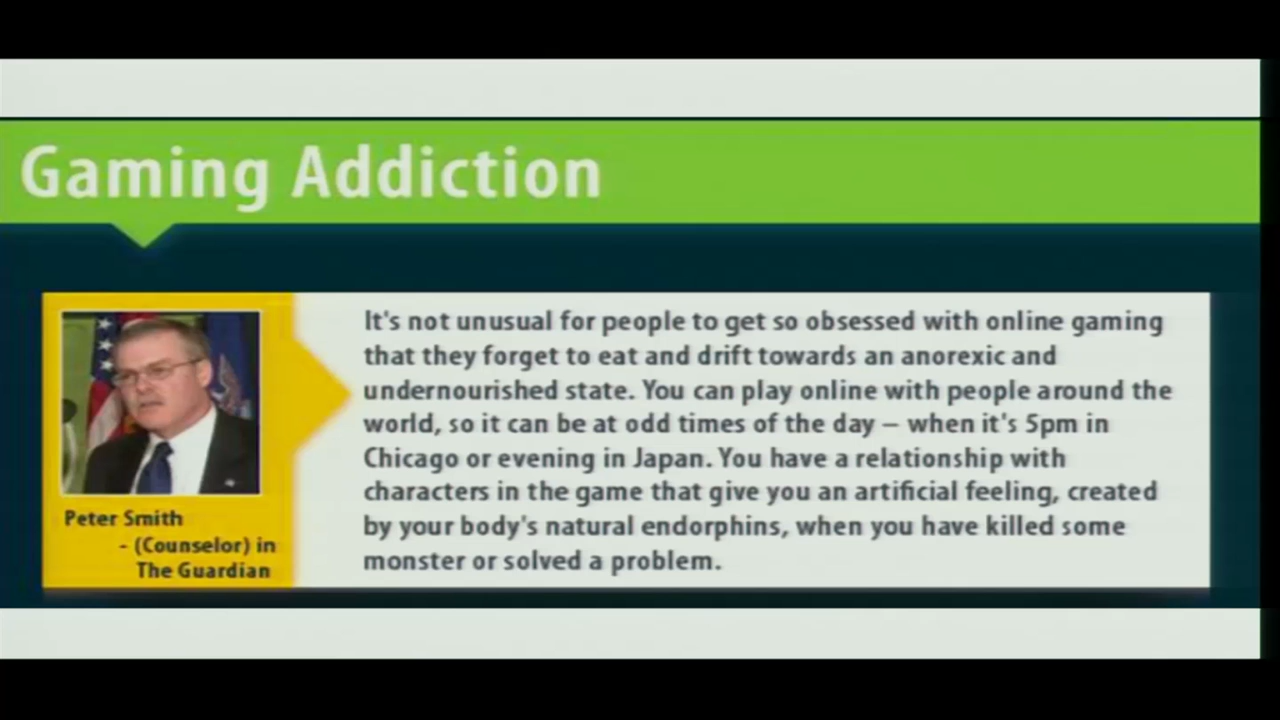 Gaming Addiction
Peter Smith
- (Counselor) in
The Guardian
It's not unusual for people to get so obsessed with online gaming
that they forget to eat and drift towards an anorexic and
undernourished state. You can play online with people around the
world, so it can be at odd times of the day – when it's 5pm in
Chicago or evening in Japan. You have a relationship with
characters in the game that give you an artificial feeling, created
by your body's natural endorphins, when you have killed some
monster or solved a problem.